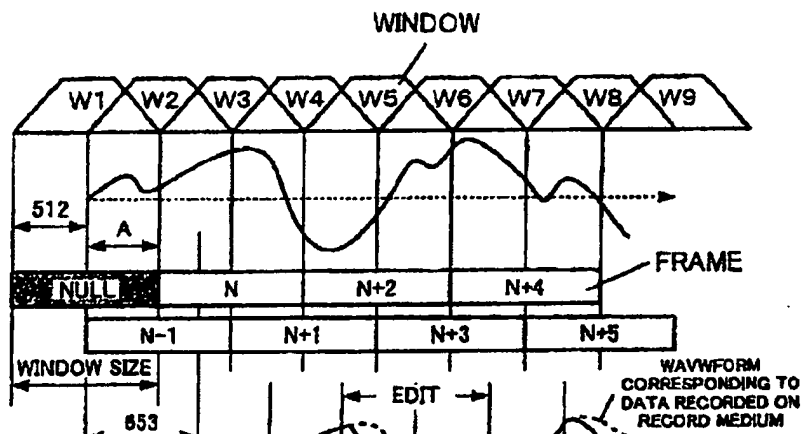 WINDOW
W1 W2 W3 W4 W5 W6 W7 W8 W9
512
A
FRAME
NULL N N+2 N+4
N-1 N+1 N+3 N+5
WINDOW SIZE
EDIT
WAVWFORM
CORRESPONDING TO
DATA RECORDED ON
RECORD MEDIUM
653